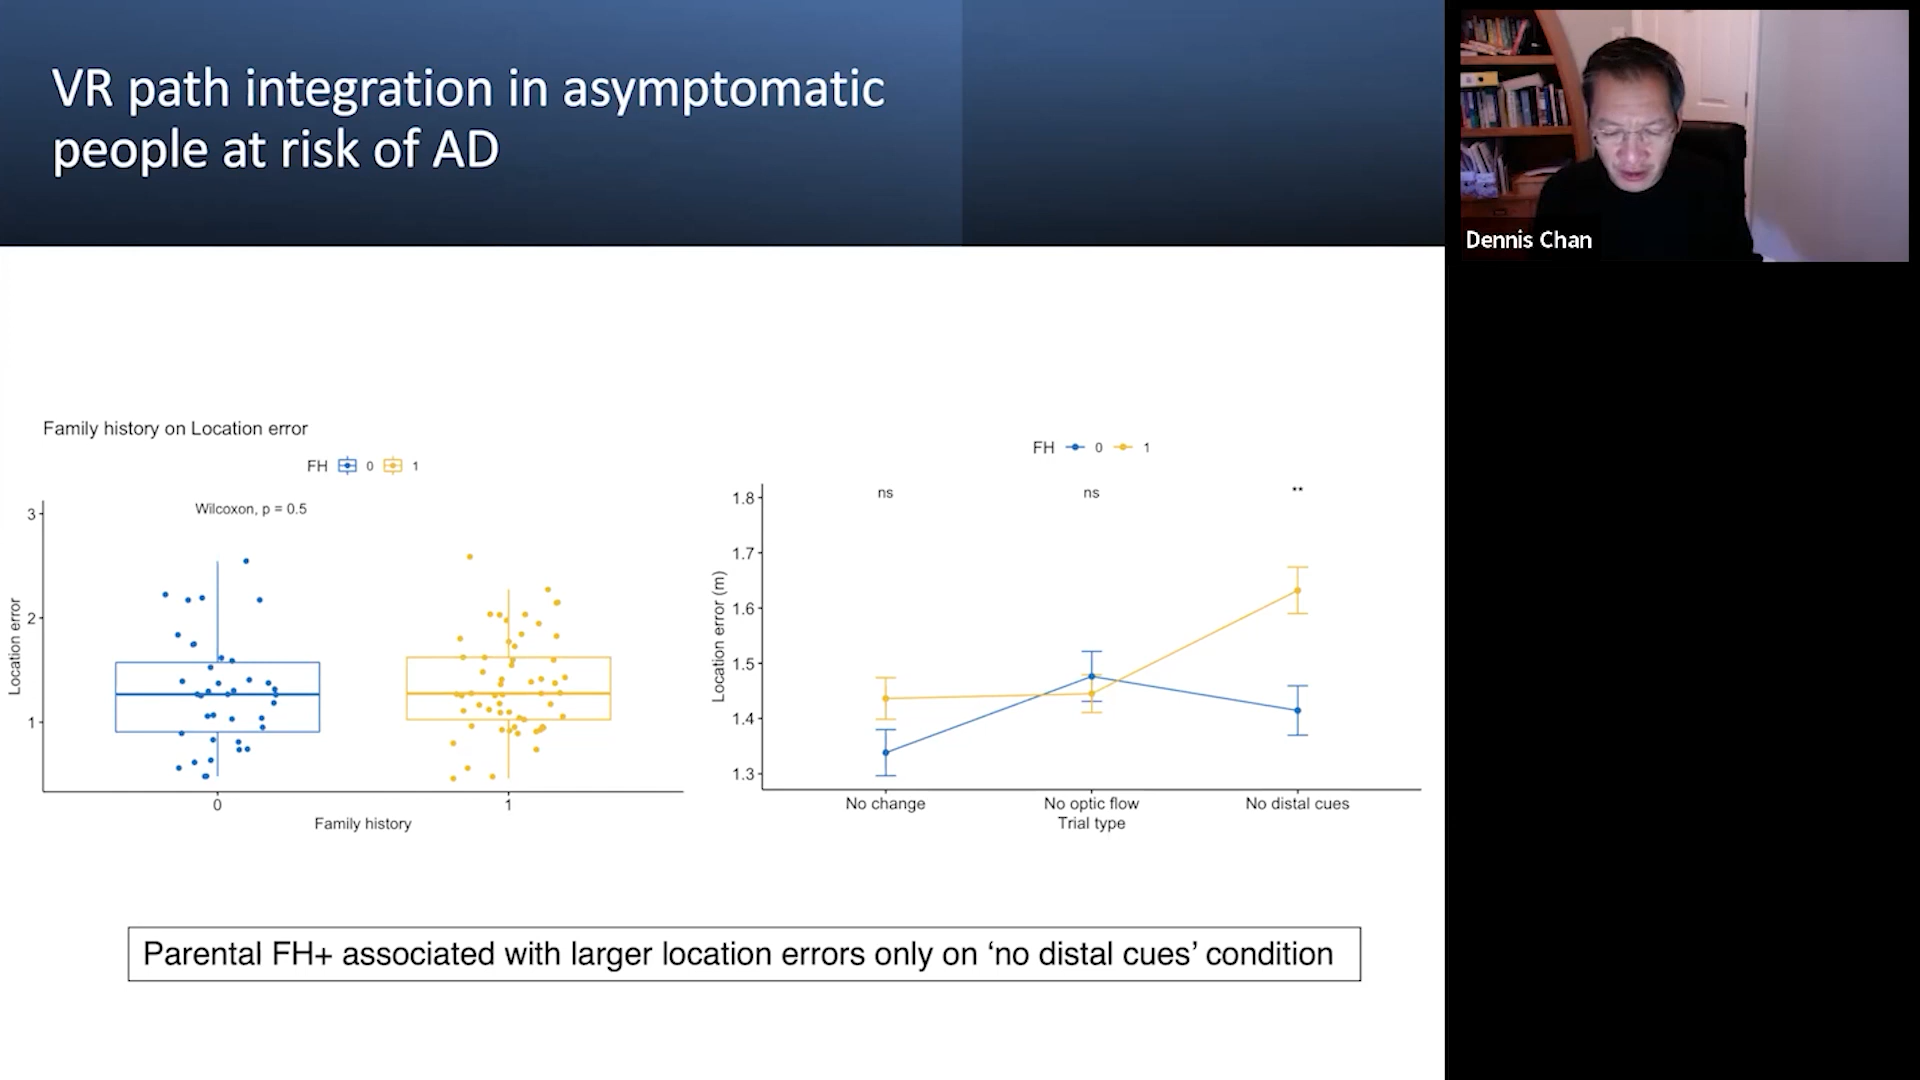 VR path integration in asymptomatic
people at risk of AD
Dennis Chan
Family history on Location error
FH 0 1
Wilcoxon, p = 0.5
Location error
3
2
1
0 1
Family history
FH 0 1
ns ns **
Location error (m)
1.8
1.7
1.6
1.5
1.4
1.3
No change No optic flow No distal cues
Trial type
Parental FH+ associated with larger location errors only on ‘no distal cues’ condition